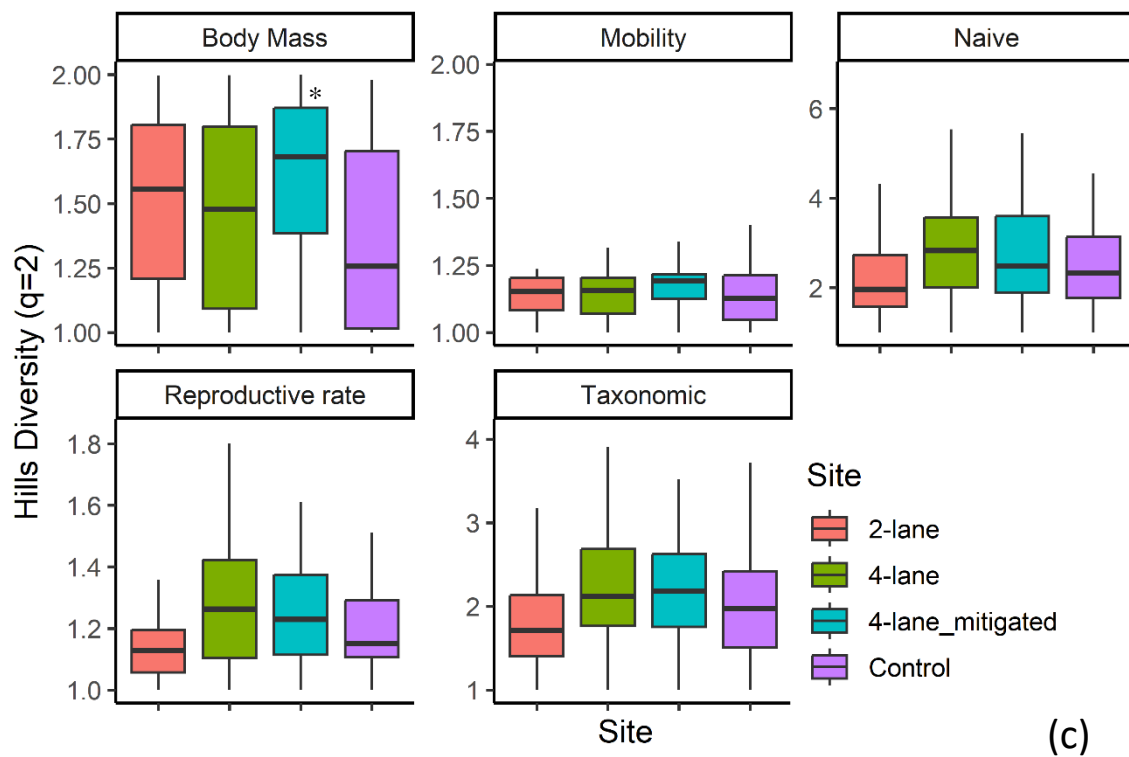 Body Mass
Mobility
Naive
2.00
1.75
1.50
1.25
1.00
2.00
1.75
1.50
1.25
1.00
6
4
2
*
Reproductive rate
Taxonomic
1.8
1.6
1.4
1.2
1.0
4
3
2
1
Hills Diversity (q=2)
Site
Site
2-lane
4-lane
4-lane_mitigated
Control
(c)